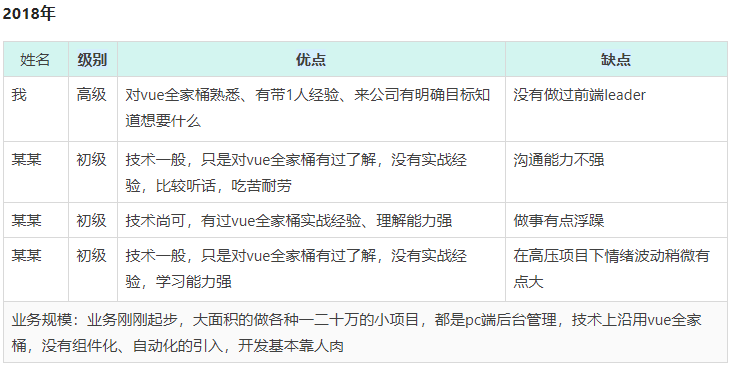 2018年
姓名 级别 优点 缺点
我 高级 对vue全家桶熟悉、有带1人经验、来公司有明确目标知 没有做过前端leader
道想要什么
某某 初级 技术一般，只是对vue全家桶有过了解，没有实战经 沟通能力不强
验，比较听话，吃苦耐劳
某某 初级 技术尚可，有过vue全家桶实战经验、理解能力强 做事有点浮躁
某某 初级 技术一般，只是对vue全家桶有过了解，没有实战经 在高压项目下情绪波动稍微有
验，学习能力强 点大
业务规模：业务刚刚起步，大面积的做各种一二十万的小项目，都是pc端后台管理，技术上沿用vue全家
桶，没有组件化、自动化的引入，开发基本靠人肉